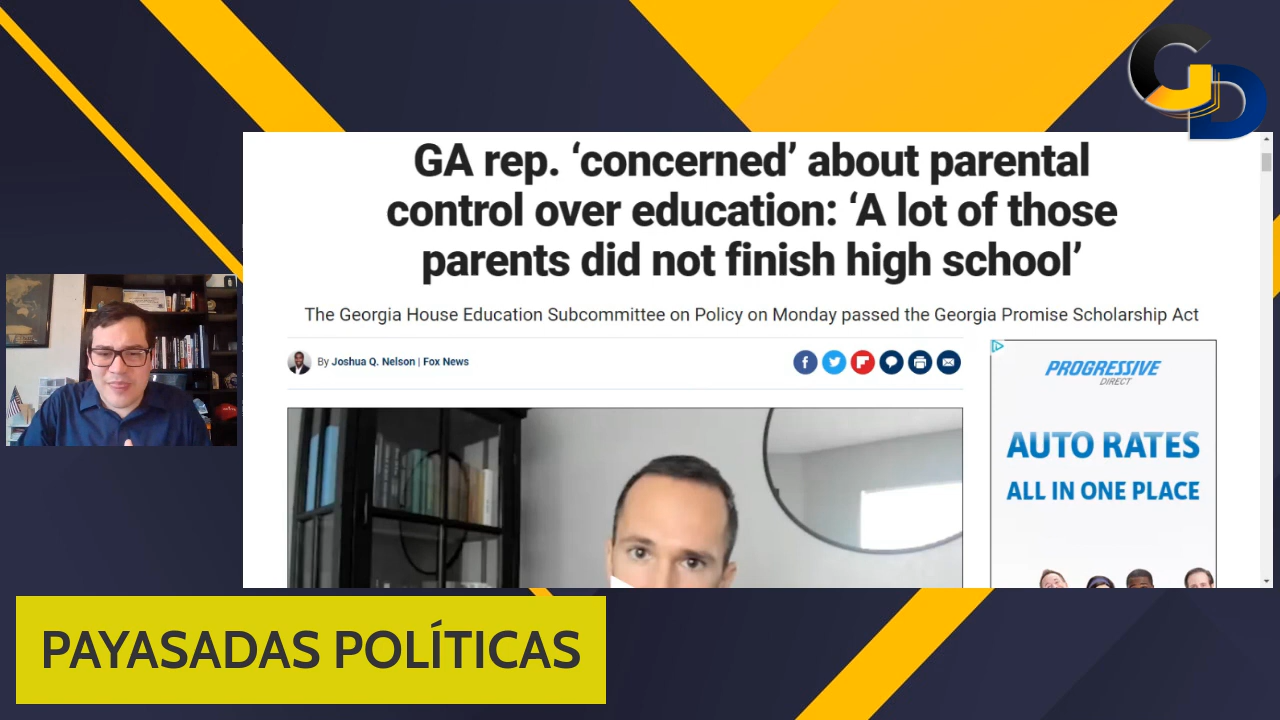 GD
GA rep. ‘concerned’ about parental
control over education: ‘A lot of those
parents did not finish high school’
The Georgia House Education Subcommittee on Policy on Monday passed the Georgia Promise Scholarship Act
By Joshua Q. Nelson | Fox News
PROGRESSIVE
DIRECT
AUTO RATES
ALL IN ONE PLACE
PAYASADAS POLÍTICAS